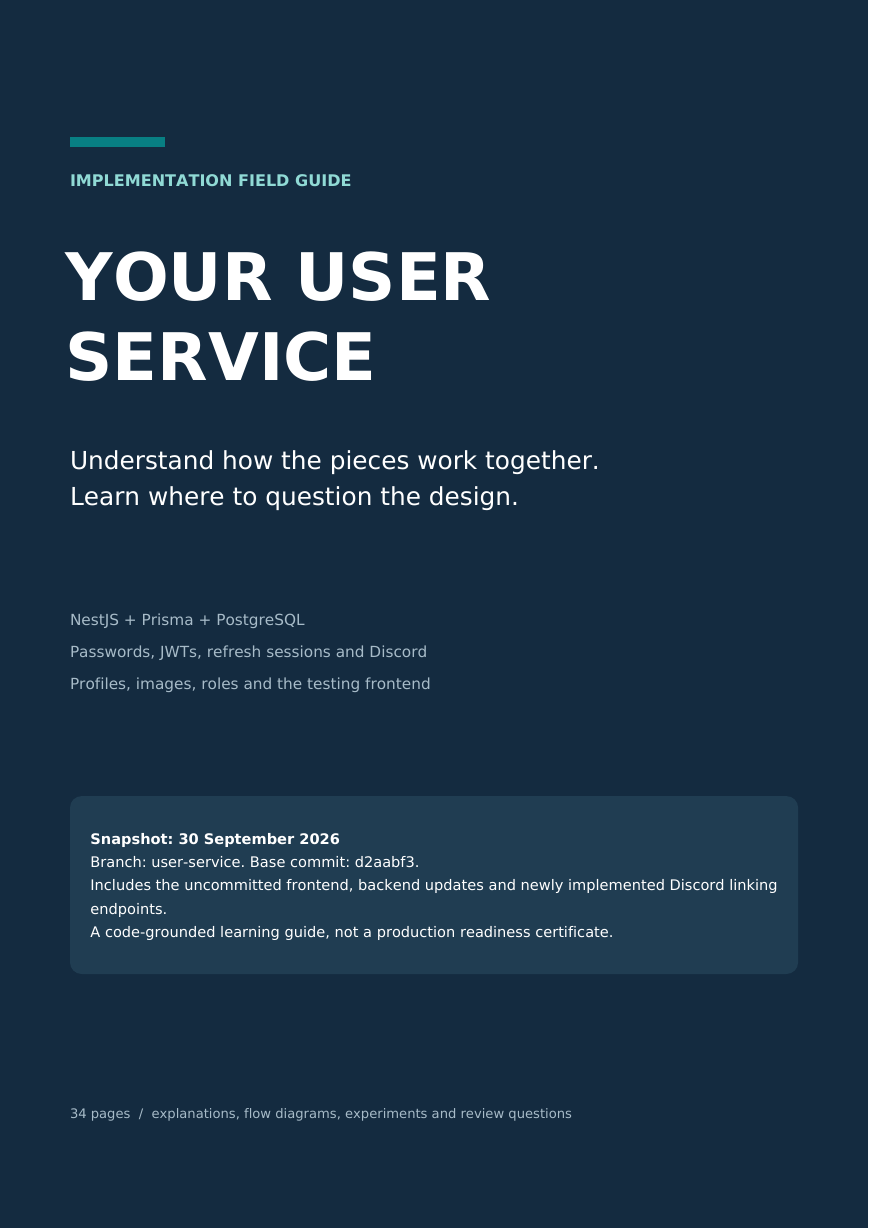 IMPLEMENTATION FIELD GUIDE
YOUR USER
SERVICE
Understand how the pieces work together.
Learn where to question the design.
NestJS + Prisma + PostgreSQL
Passwords, JWTs, refresh sessions and Discord
Profiles, images, roles and the testing frontend
Snapshot: 30 September 2026
Branch: user-service. Base commit: d2aabf3.
Includes the uncommitted frontend, backend updates and newly implemented Discord linking
endpoints.
A code-grounded learning guide, not a production readiness certificate.
34 pages / explanations, flow diagrams, experiments and review questions